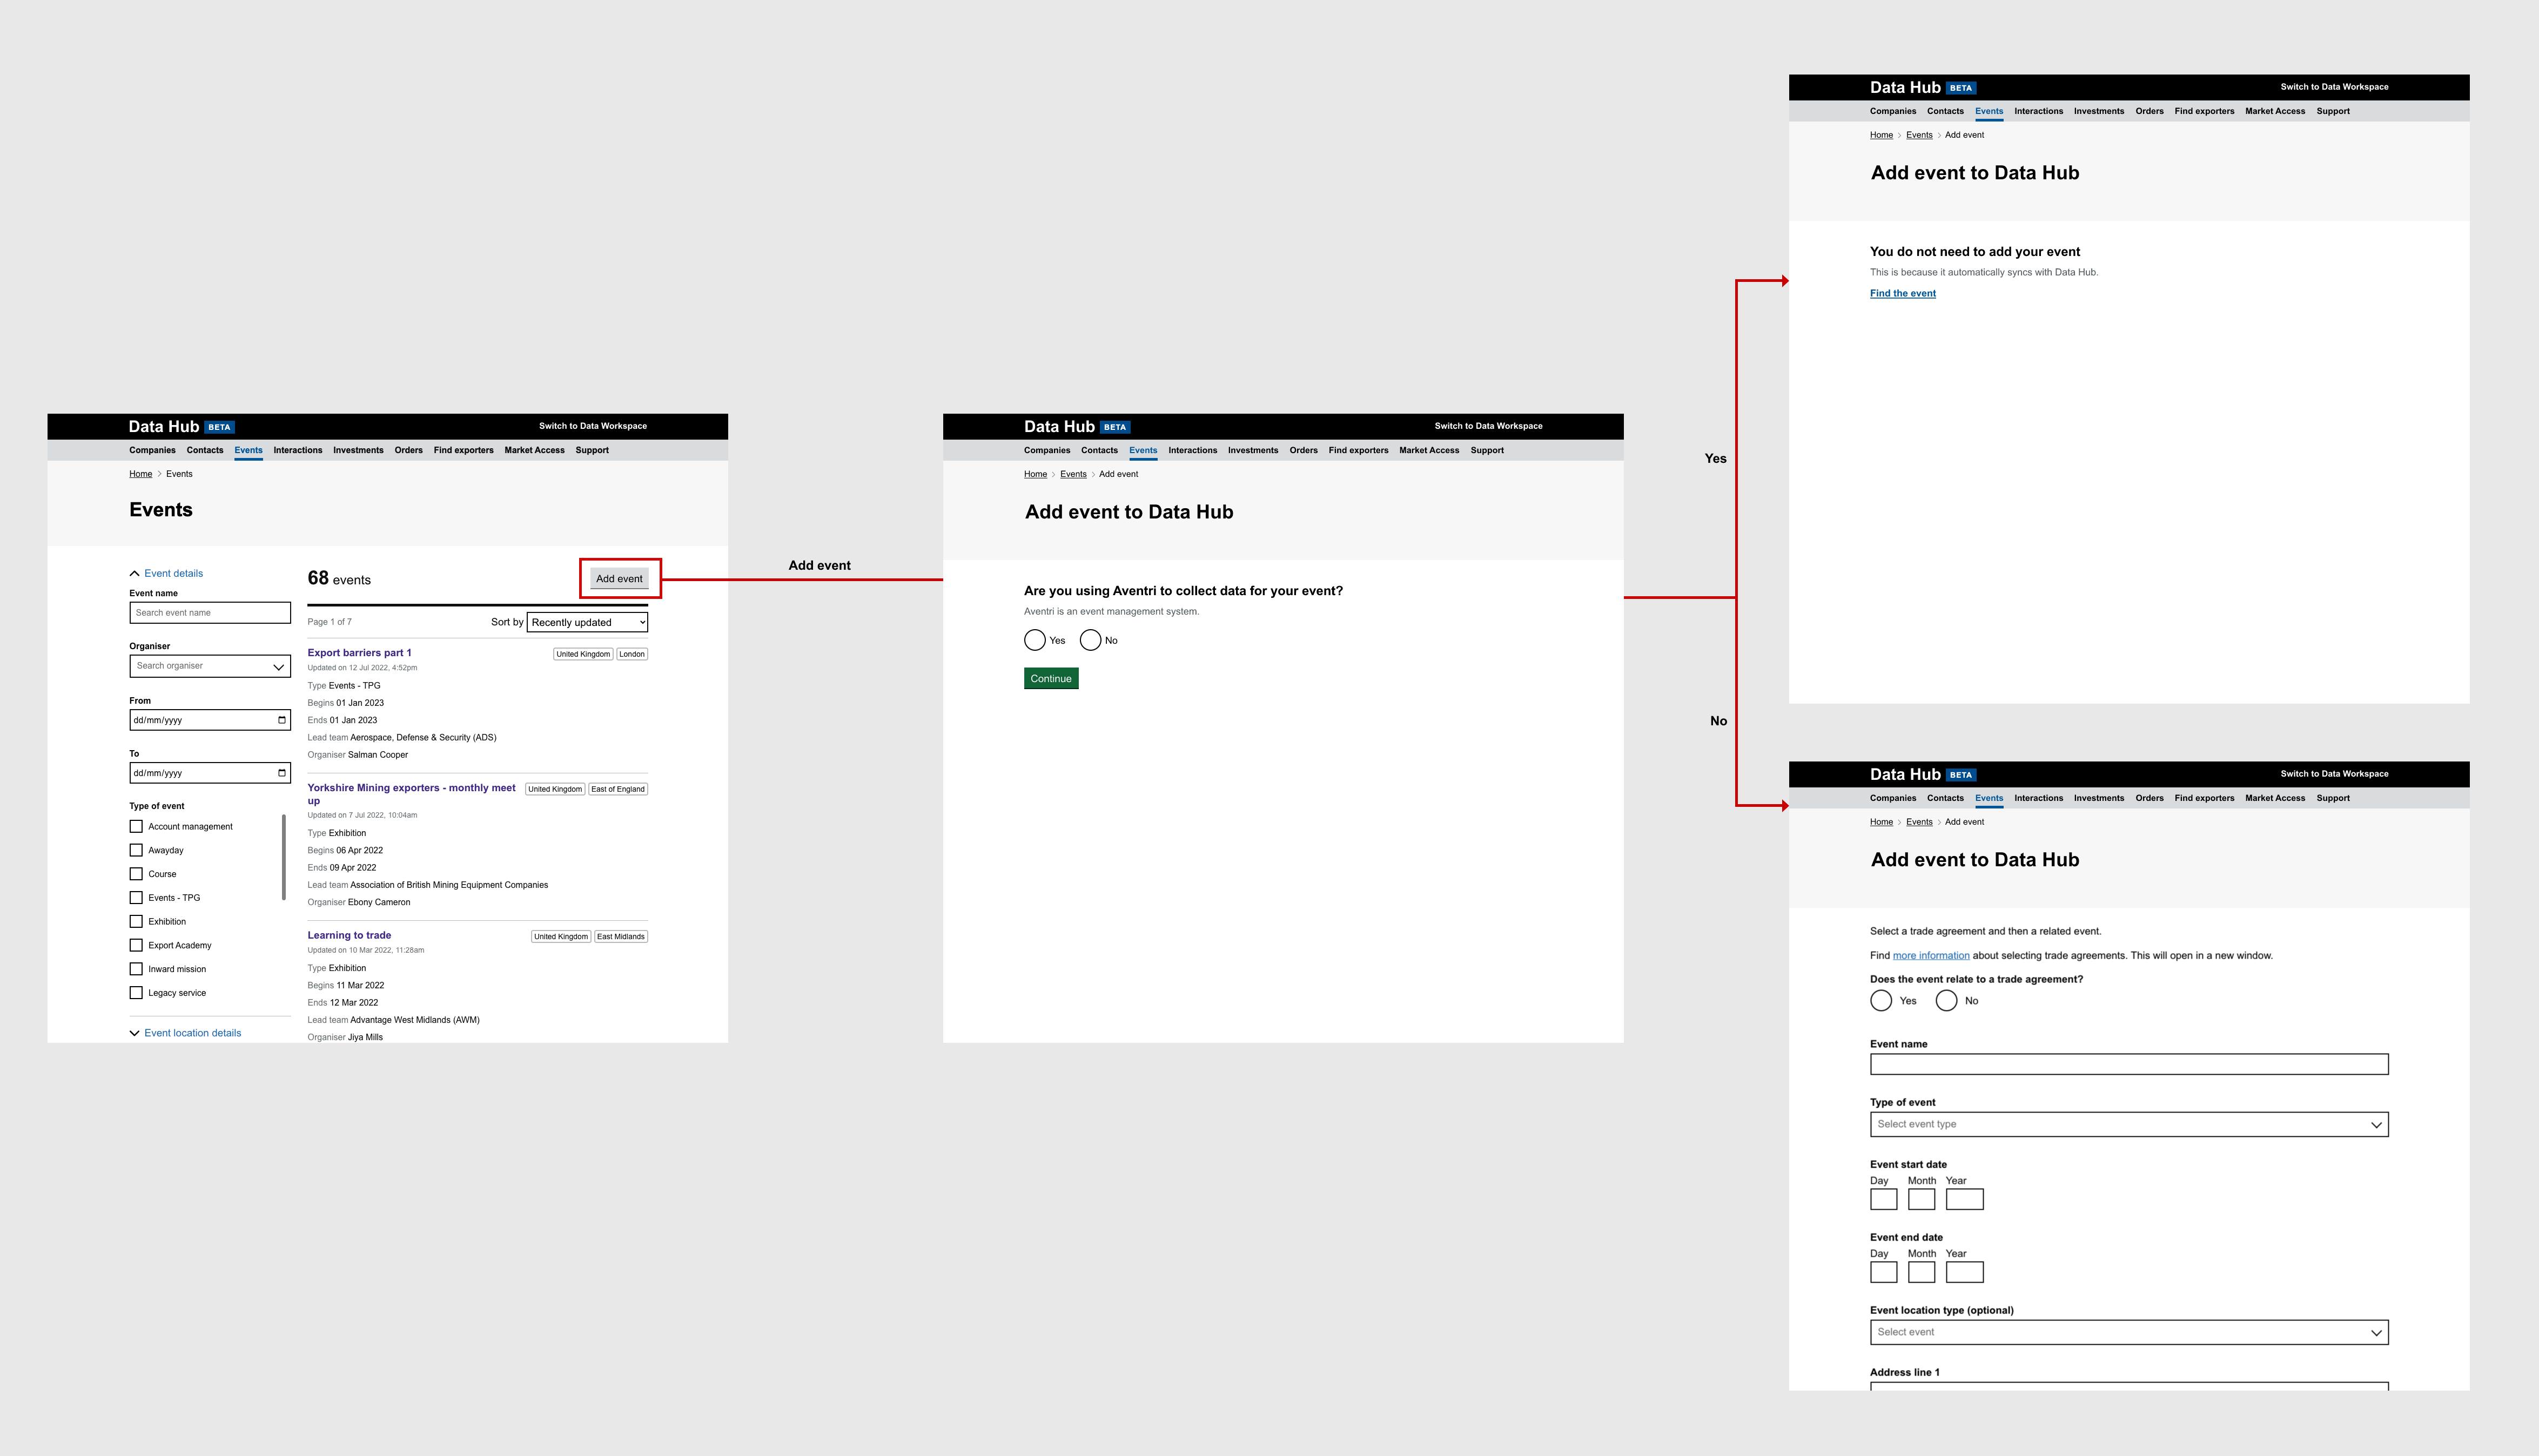 Data Hub BETA
Switch to Data Workspace
Companies Contacts Events Interactions Investments Orders Find exporters Market Access Support
Home > Events
Events
Event details
Event name
Search event name
Organiser
Search organiser
From
dd/mm/yyyy
To
dd/mm/yyyy
Type of event
Account management
Awayday
Course
Events - TPG
Exhibition
Export Academy
Inward mission
Legacy service
Event location details
68 events
Add event
Page 1 of 7
Sort by Recently updated
Export barriers part 1
United Kingdom London
Updated on 12 Jul 2022, 4:52pm
Type Events - TPG
Begins 01 Jan 2023
Ends 01 Jan 2023
Lead team Aerospace, Defense & Security (ADS)
Organiser Salman Cooper
Yorkshire Mining exporters - monthly meet
up
United Kingdom East of England
Updated on 7 Jul 2022, 10:04am
Type Exhibition
Begins 06 Apr 2022
Ends 09 Apr 2022
Lead team Association of British Mining Equipment Companies
Organiser Ebony Cameron
Learning to trade
United Kingdom East Midlands
Updated on 10 Mar 2022, 11:28am
Type Exhibition
Begins 11 Mar 2022
Ends 12 Mar 2022
Lead team Advantage West Midlands (AWM)
Organiser Jiya Mills
Add event
Data Hub BETA
Switch to Data Workspace
Companies Contacts Events Interactions Investments Orders Find exporters Market Access Support
Home > Events > Add event
Add event to Data Hub
Are you using Aventri to collect data for your event?
Aventri is an event management system.
Yes No
Continue
Yes
No
Data Hub BETA
Switch to Data Workspace
Companies Contacts Events Interactions Investments Orders Find exporters Market Access Support
Home > Events > Add event
Add event to Data Hub
You do not need to add your event
This is because it automatically syncs with Data Hub.
Find the event
Data Hub BETA
Switch to Data Workspace
Companies Contacts Events Interactions Investments Orders Find exporters Market Access Support
Home > Events > Add event
Add event to Data Hub
Select a trade agreement and then a related event.
Find more information about selecting trade agreements. This will open in a new window.
Does the event relate to a trade agreement?
Yes No
Event name
Type of event
Select event type
Event start date
Day Month Year
Event end date
Day Month Year
Event location type (optional)
Select event
Address line 1